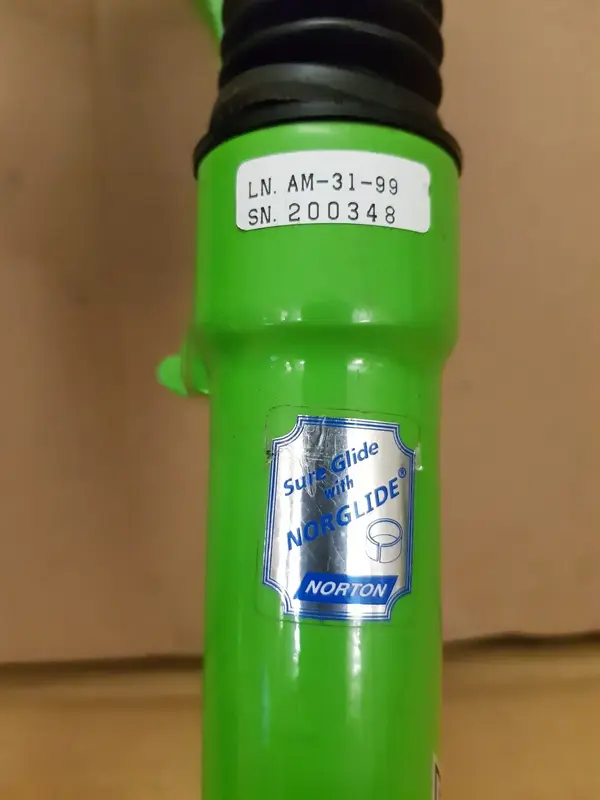 LN. AM-31-99
SN. 200348
Sure Glide
with
NORGLIDE®
NORTON